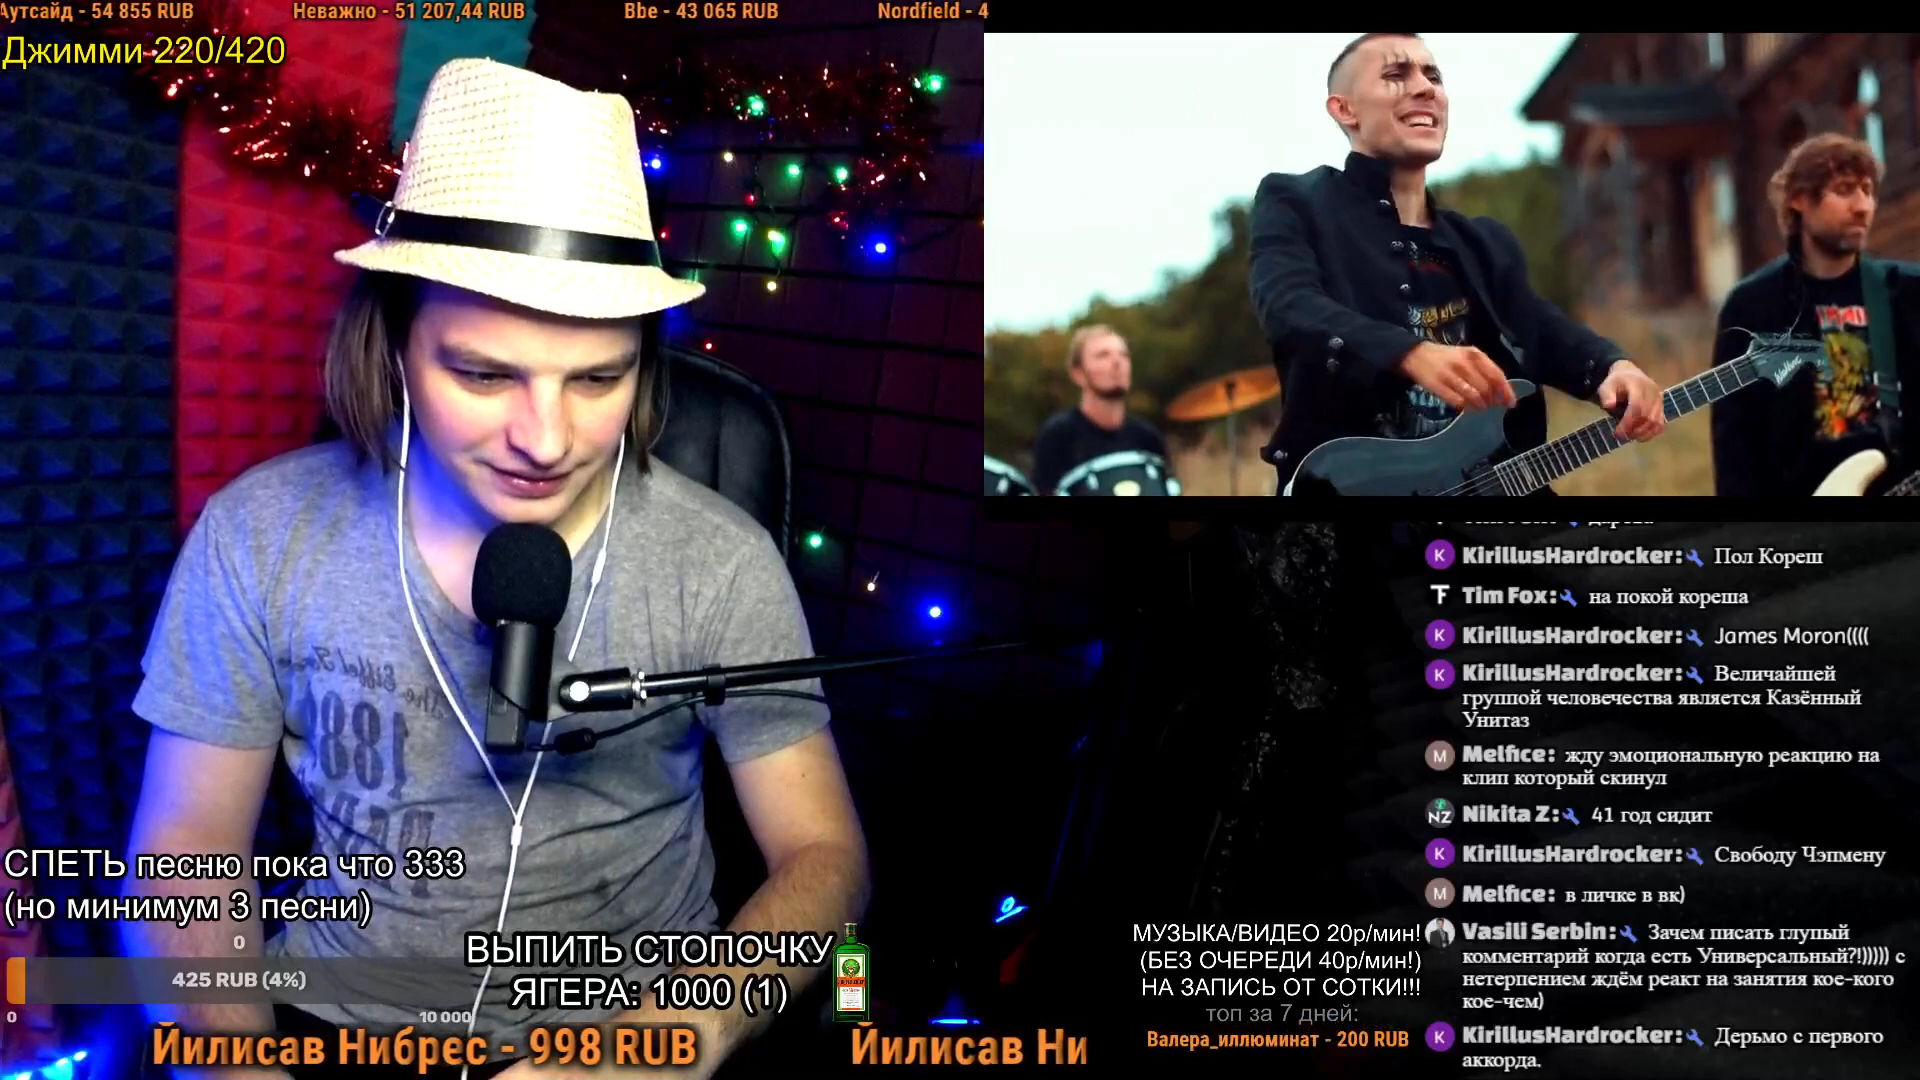 Аутсайд - 54 855 RUB Неважно - 51 207,44 RUB Bbe - 43 065 RUB Nordfield - 4
Джимми 220/420
KirillusHardrocker: Пол Кореш
Tim Fox: на покой кореша
KirillusHardrocker: James Moron((((
KirillusHardrocker: Величайшей
группой человечества является Казённый
Унитаз
Melfice: жду эмоциональную реакцию на
клип который скинул
Nikita Z: 41 год сидит
KirillusHardrocker: Свободу Чэпмену
Melfice: в личке в вк)
Vasili Serbin: Зачем писать глупый
комментарий когда есть Универсальный?!))))) с
нетерпением ждём реакт на занятия кое-кого
кое-чем)
KirillusHardrocker: Дерьмо с первого
аккорда.
СПЕТЬ песню пока что 333
(но минимум 3 песни)
0
425 RUB (4%)
0 10 000
ВЫПИТЬ СТОПОЧКУ
ЯГЕРА: 1000 (1)
МУЗЫКА/ВИДЕО 20р/мин!
(БЕЗ ОЧЕРЕДИ 40р/мин!)
НА ЗАПИСЬ ОТ СОТКИ!!!
топ за 7 дней:
Валера_иллюминат - 200 RUB
Йилисав Нибрес - 998 RUB Йилисав Ни